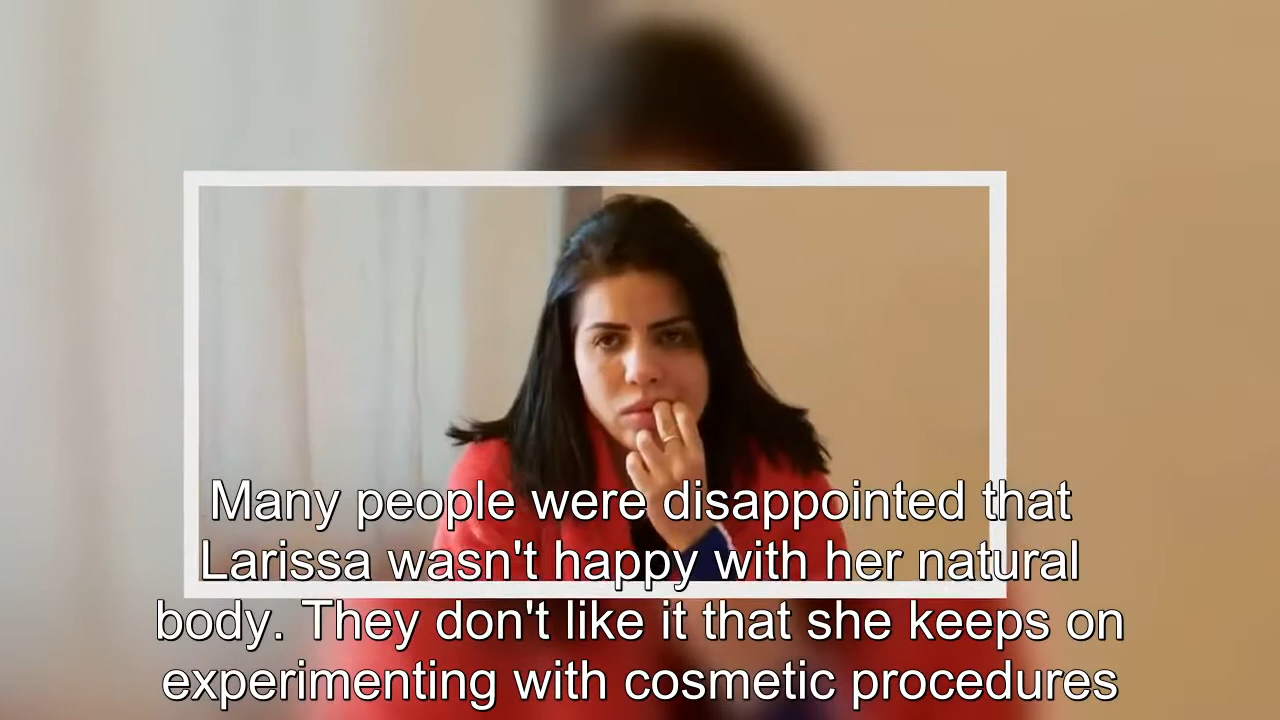 Many people were disappointed that
Larissa wasn't happy with her natural
body. They don't like it that she keeps on
experimenting with cosmetic procedures